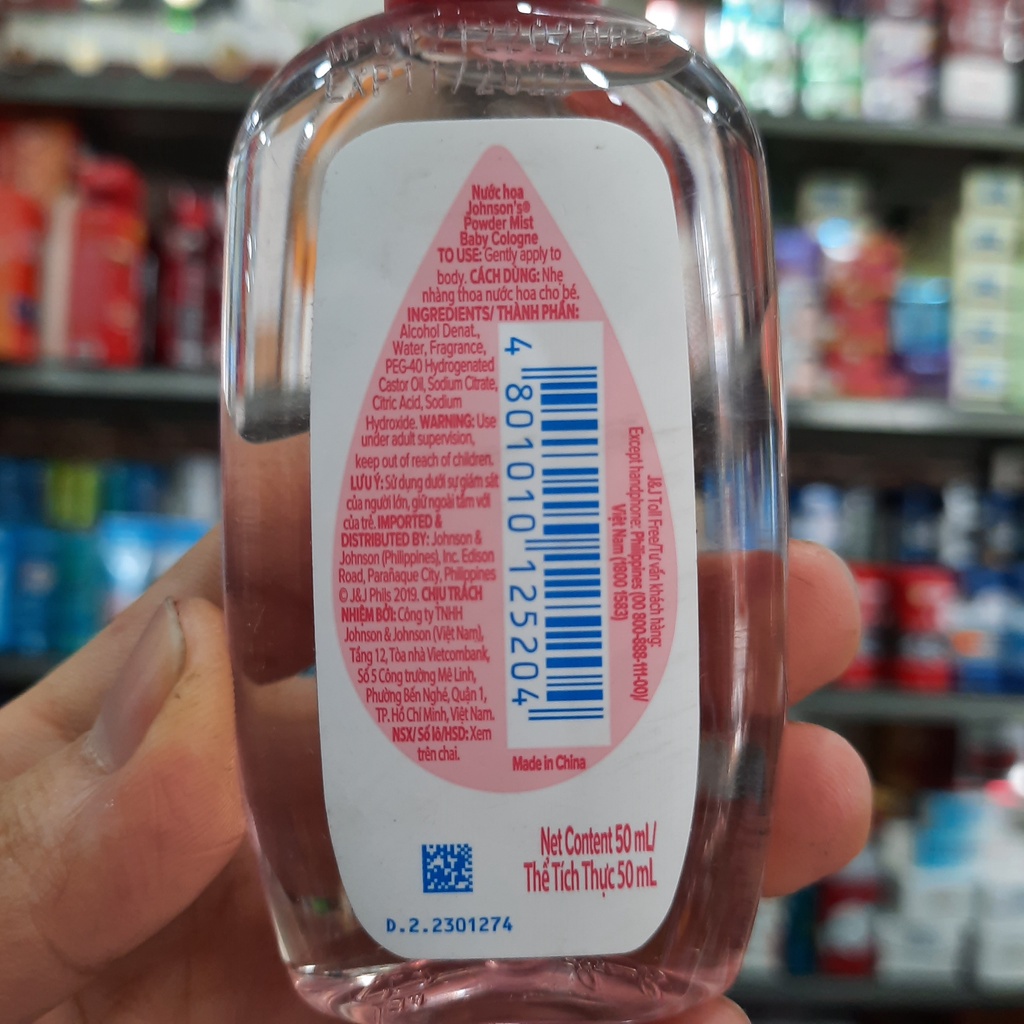 Nước hoa
Johnson's®
Powder Mist
Baby Cologne
TO USE: Gently apply to
body. CÁCH DÙNG: Nhẹ
nhàng thoa nước hoa cho bé.
INGREDIENTS/ THÀNH PHẦN:
Alcohol Denat.,
Water, Fragrance,
PEG-40 Hydrogenated
Castor Oil, Sodium Citrate,
Citric Acid, Sodium
Hydroxide. WARNING: Use
under adult supervision,
keep out of reach of children.
LƯU Ý: Sử dụng dưới sự giám sát
của người lớn, giữ ngoài tầm với
của trẻ. IMPORTED &
DISTRIBUTED BY: Johnson &
Johnson (Philippines), Inc. Edison
Road, Parañaque City, Philippines
© J&J Phils 2019. CHỊU TRÁCH
NHIỆM BỞI: Công ty TNHH
Johnson & Johnson (Việt Nam),
Tầng 12, Tòa nhà Vietcombank,
Số 5 Công trường Mê Linh,
Phường Bến Nghé, Quận 1,
TP. Hồ Chí Minh, Việt Nam.
NSX/ Số lô/HSD: Xem
trên chai.
4 801010 125204
J&J Toll Free/Tư vấn khách hàng:
Except handphone: Philippines (00 800-888-111-00)/
Việt Nam (1800 1583)
Made in China
Net Content 50 mL/
Thể Tích Thực 50 mL
D.2.2301274